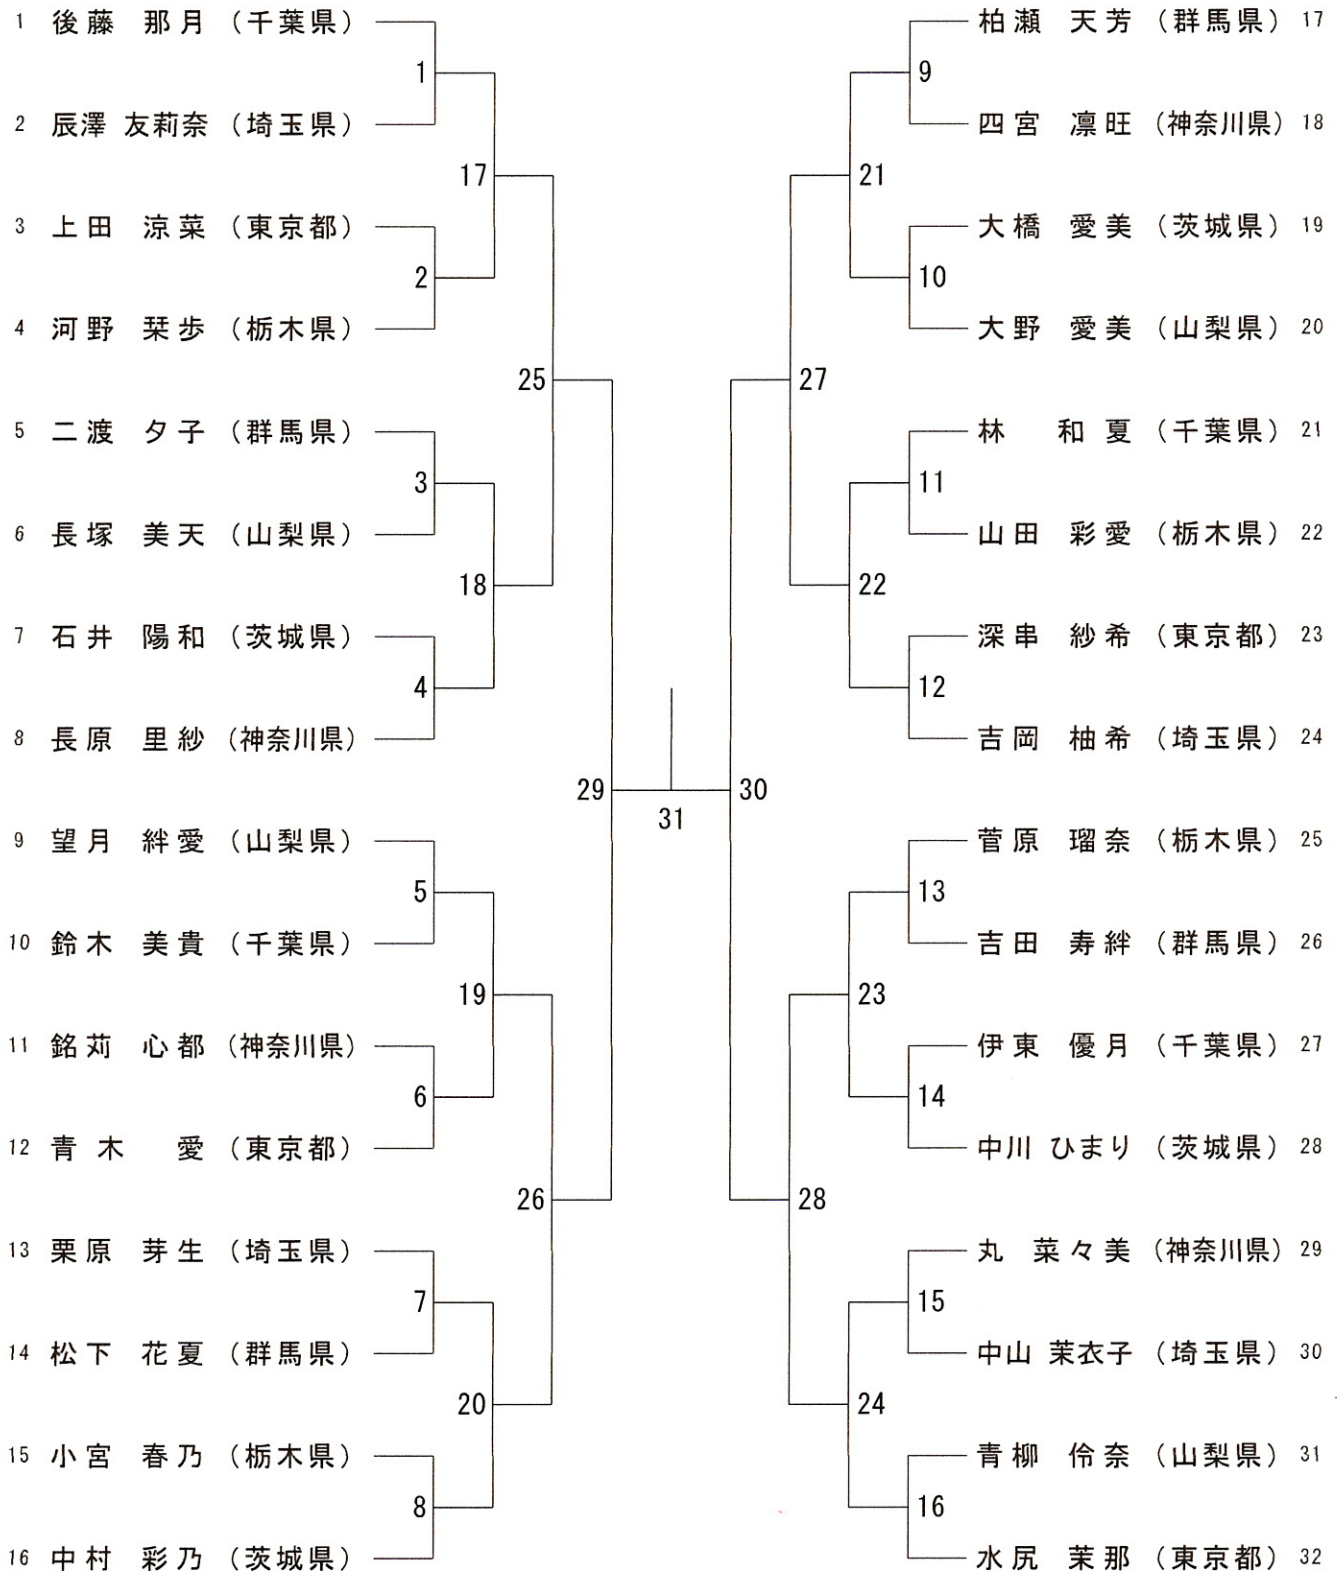 1 後藤 那月 （千葉県）
1
2 辰澤 友莉奈 （埼玉県）
17
3 上田 涼菜 （東京都）
2
4 河野 栞歩 （栃木県）
25
5 二渡 夕子 （群馬県）
3
6 長塚 美天 （山梨県）
18
7 石井 陽和 （茨城県）
4
8 長原 里紗 （神奈川県）
29
9 望月 絆愛 （山梨県）
5
10 鈴木 美貴 （千葉県）
19
11 銘苅 心都 （神奈川県）
6
12 青木 愛 （東京都）
26
13 栗原 芽生 （埼玉県）
7
14 松下 花夏 （群馬県）
20
15 小宮 春乃 （栃木県）
8
16 中村 彩乃 （茨城県）
31
柏瀬 天芳 （群馬県） 17
9
四宮 凛旺 （神奈川県） 18
21
大橋 愛美 （茨城県） 19
10
大野 愛美 （山梨県） 20
27
林 和夏 （千葉県） 21
11
山田 彩愛 （栃木県） 22
22
深串 紗希 （東京都） 23
12
吉岡 柚希 （埼玉県） 24
30
菅原 瑠奈 （栃木県） 25
13
吉田 寿絆 （群馬県） 26
23
伊東 優月 （千葉県） 27
14
中川 ひまり （茨城県） 28
28
丸 菜々美 （神奈川県） 29
15
中山 茉衣子 （埼玉県） 30
24
青柳 伶奈 （山梨県） 31
16
水尻 茉那 （東京都） 32